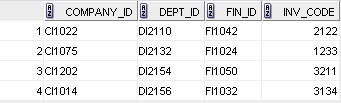 COMPANY_ID DEPT_ID FIN_ID INV_CODE
1 CI1022 DI2110 FI1042 2122
2 CI1075 DI2132 FI1024 1233
3 CI1202 DI2154 FI1050 3211
4 CI1014 DI2156 FI1032 3134